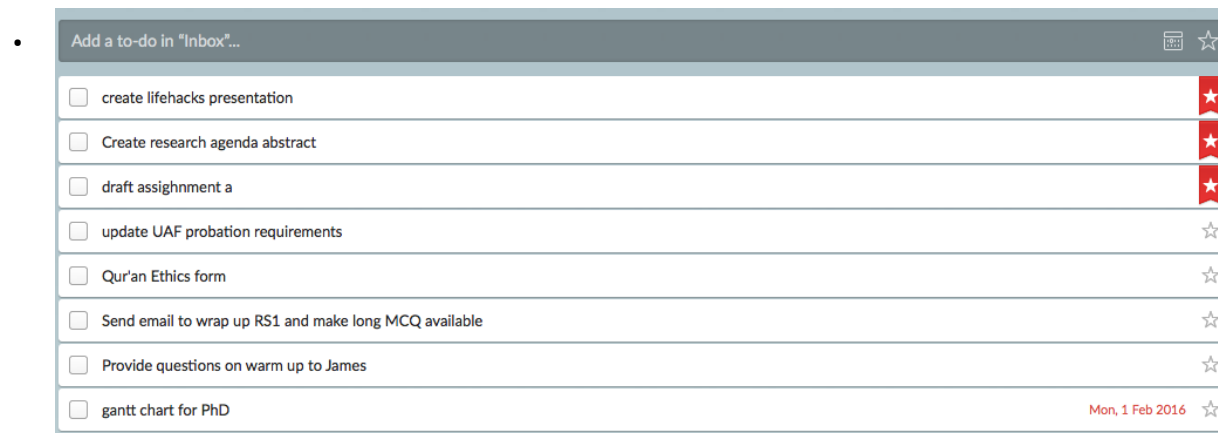 Add a to-do in "Inbox"...
create lifehacks presentation
Create research agenda abstract
draft assighnment a
update UAF probation requirements
Qur'an Ethics form
Send email to wrap up RS1 and make long MCQ available
Provide questions on warm up to James
gantt chart for PhD Mon, 1 Feb 2016